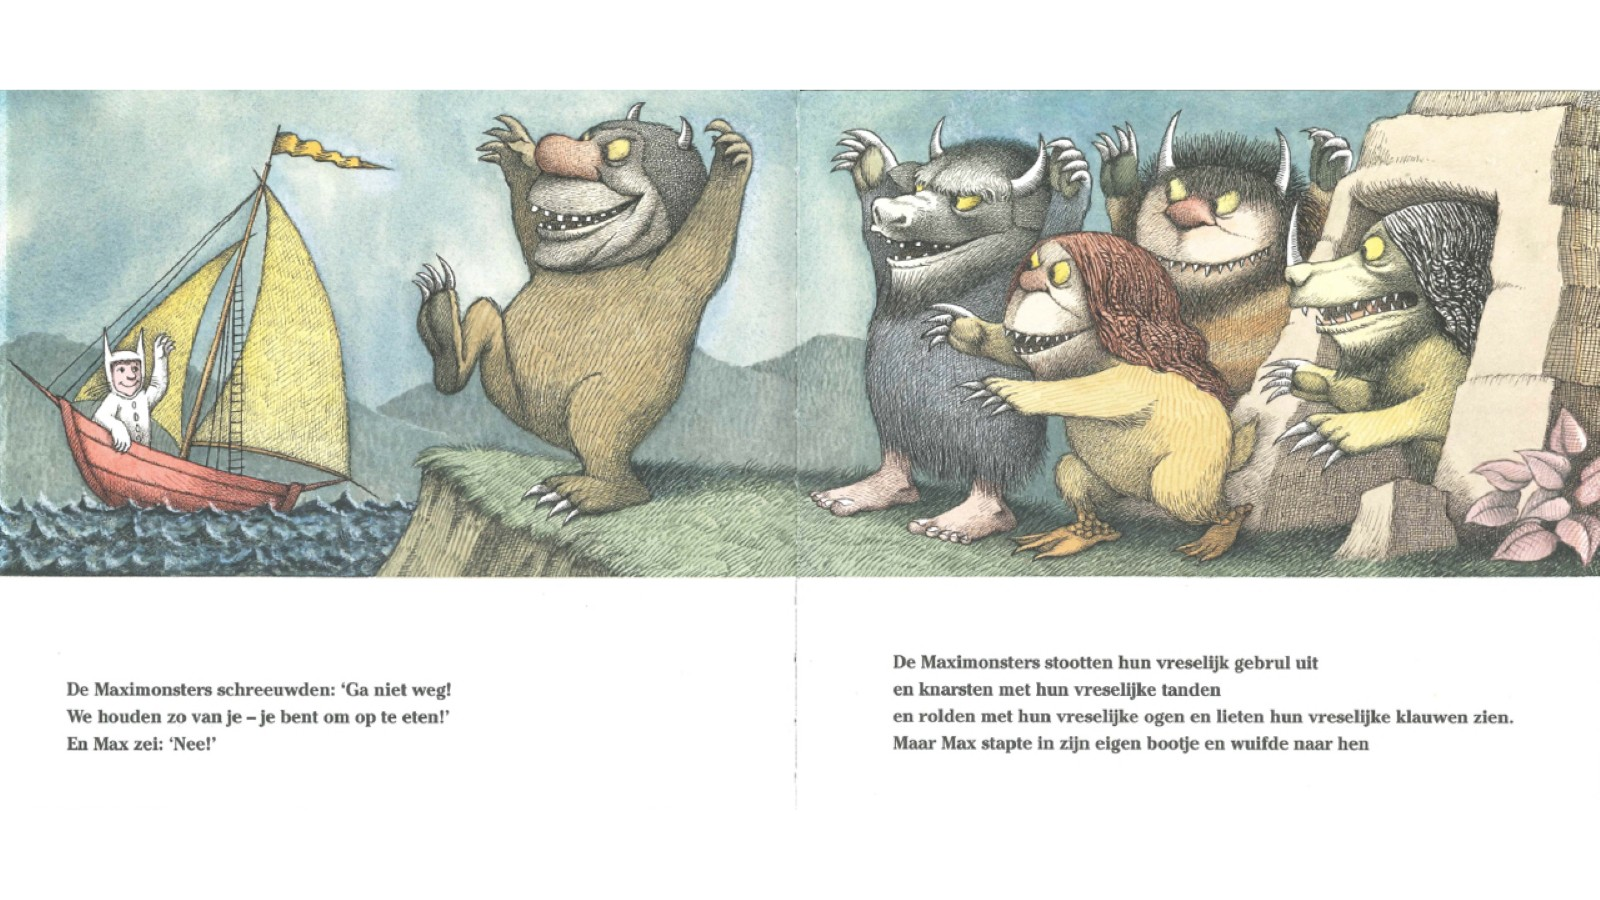 De Maximonsters schreeuwden: ‘Ga niet weg!
We houden zo van je – je bent om op te eten!’
En Max zei: ‘Nee!’
De Maximonsters stootten hun vreselijk gebrul uit
en knarsten met hun vreselijke tanden
en rolden met hun vreselijke ogen en lieten hun vreselijke klauwen zien.
Maar Max stapte in zijn eigen bootje en wuifde naar hen